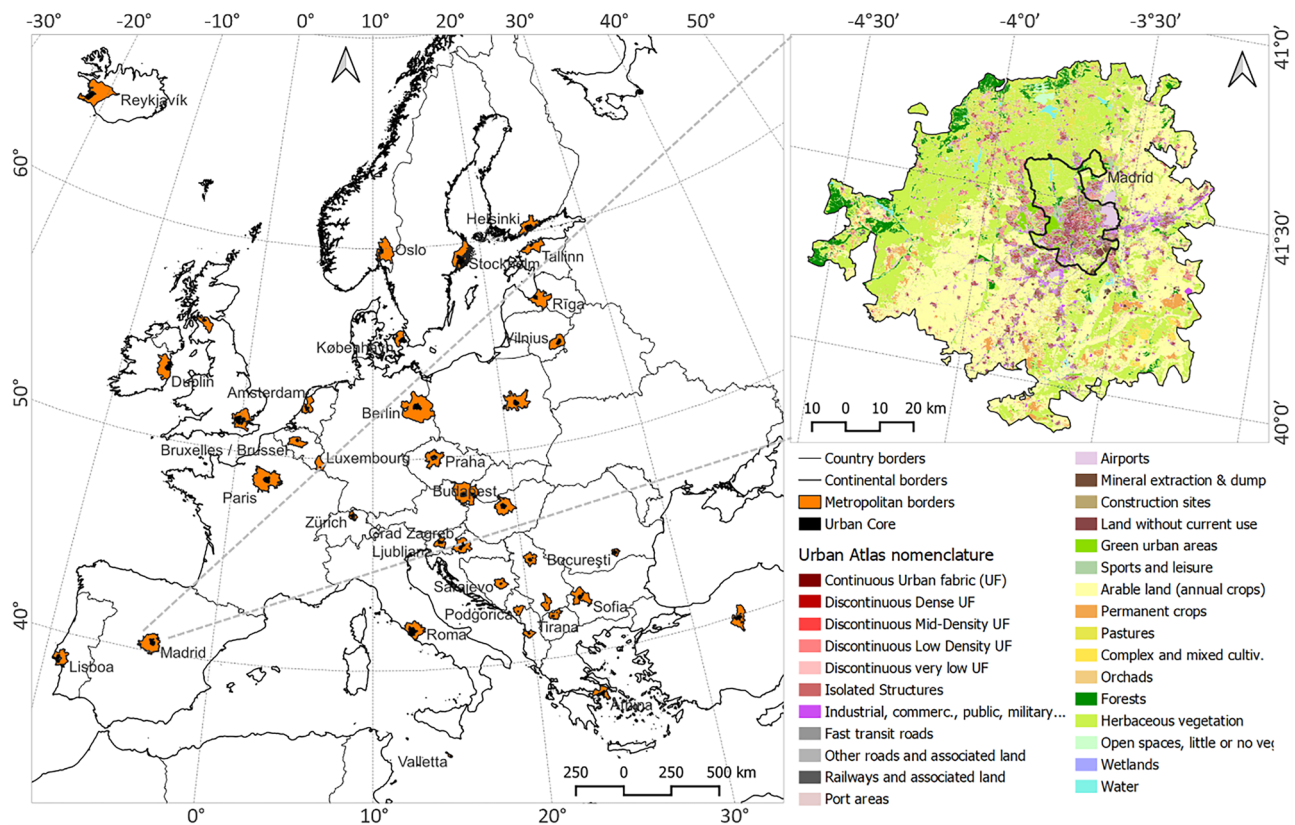 -30° -20° -10° 0° 10° 20° 30° 50°
60°
50°
40°
0° 10° 20° 30°
Reykjavík
Helsinki
Oslo
Stockholm
Tallinn
Rīga
København
Vilnius
Dublin
Amsterdam
Berlin
Bruxelles / Brussel
Luxembourg
Praha
Paris
Budapest
Zürich
Grad Zagreb
Ljubljana
Bucureşti
Sarajevo
Podgorica
Sofia
Tirana
Roma
Madrid
Lisboa
Athina
Valletta
250 0 250 500 km
-4°30' -4°0' -3°30'
41°0'
41°30'
40°0'
Madrid
10 0 10 20 km
Country borders
Continental borders
Metropolitan borders
Urban Core
Urban Atlas nomenclature
Continuous Urban fabric (UF)
Discontinuous Dense UF
Discontinuous Mid-Density UF
Discontinuous Low Density UF
Discontinuous very low UF
Isolated Structures
Industrial, commerc., public, military...
Fast transit roads
Other roads and associated land
Railways and associated land
Port areas
Airports
Mineral extraction & dump
Construction sites
Land without current use
Green urban areas
Sports and leisure
Arable land (annual crops)
Permanent crops
Pastures
Complex and mixed cultiv.
Orchads
Forests
Herbaceous vegetation
Open spaces, little or no veg
Wetlands
Water